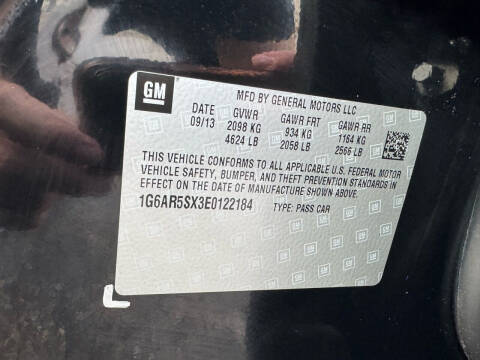 GM
MFD BY GENERAL MOTORS LLC
DATE GVWR GAWR FRT GAWR RR
09/13 2098 KG 934 KG 1164 KG
4624 LB 2058 LB 2566 LB
THIS VEHICLE CONFORMS TO ALL APPLICABLE U.S. FEDERAL MOTOR
VEHICLE SAFETY, BUMPER, AND THEFT PREVENTION STANDARDS IN
EFFECT ON THE DATE OF MANUFACTURE SHOWN ABOVE.
1G6AR5SX3E0122184 TYPE: PASS CAR